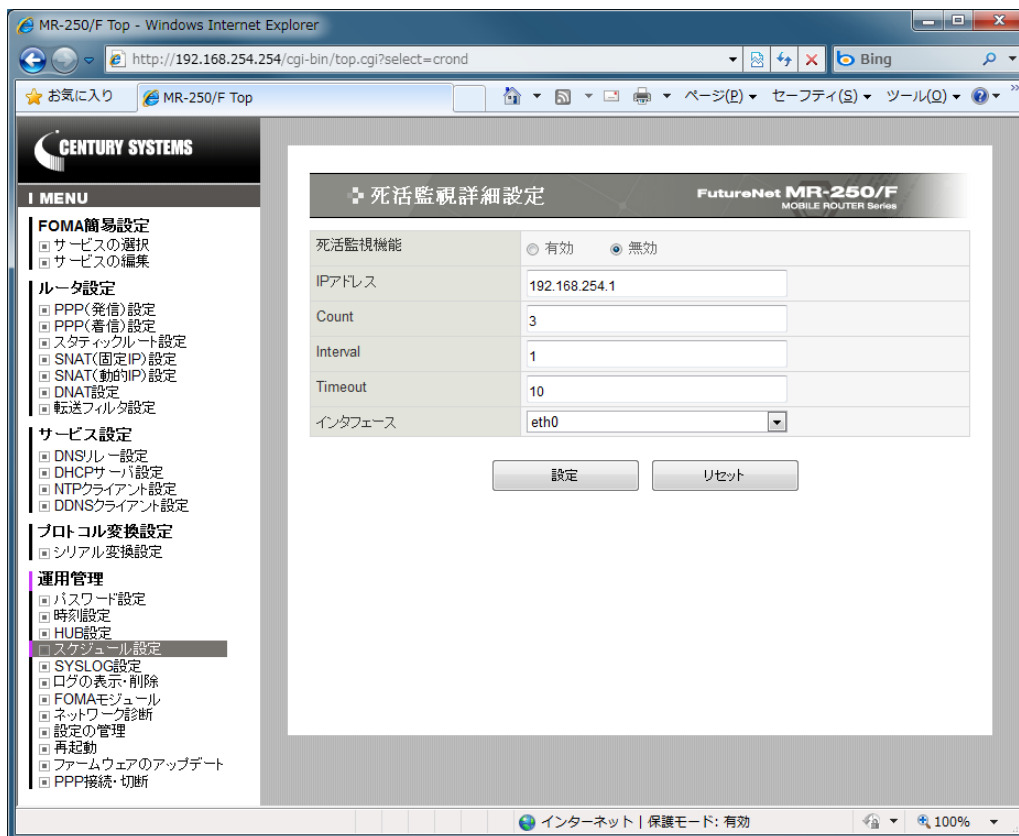 MR-250/F Top - Windows Internet Explorer
http://192.168.254.254/cgi-bin/top.cgi?select=crond
Bing
お気に入り
MR-250/F Top
ページ(P)
セーフティ(S)
ツール(O)
CENTURY SYSTEMS
MENU
FOMA簡易設定
サービスの選択
サービスの編集
ルータ設定
PPP(発信)設定
PPP(着信)設定
スタティックルート設定
SNAT(固定IP)設定
SNAT(動的IP)設定
DNAT設定
転送フィルタ設定
サービス設定
DNSリレー設定
DHCPサーバ設定
NTPクライアント設定
DDNSクライアント設定
プロトコル変換設定
シリアル変換設定
運用管理
パスワード設定
時刻設定
HUB設定
スケジュール設定
SYSLOG設定
ログの表示・削除
FOMAモジュール
ネットワーク診断
設定の管理
再起動
ファームウェアのアップデート
PPP接続・切断
死活監視詳細設定
FutureNet MR-250/F
MOBILE ROUTER Series
死活監視機能 有効 無効
IPアドレス 192.168.254.1
Count 3
Interval 1
Timeout 10
インタフェース eth0
設定 リセット
インターネット | 保護モード: 有効
100%